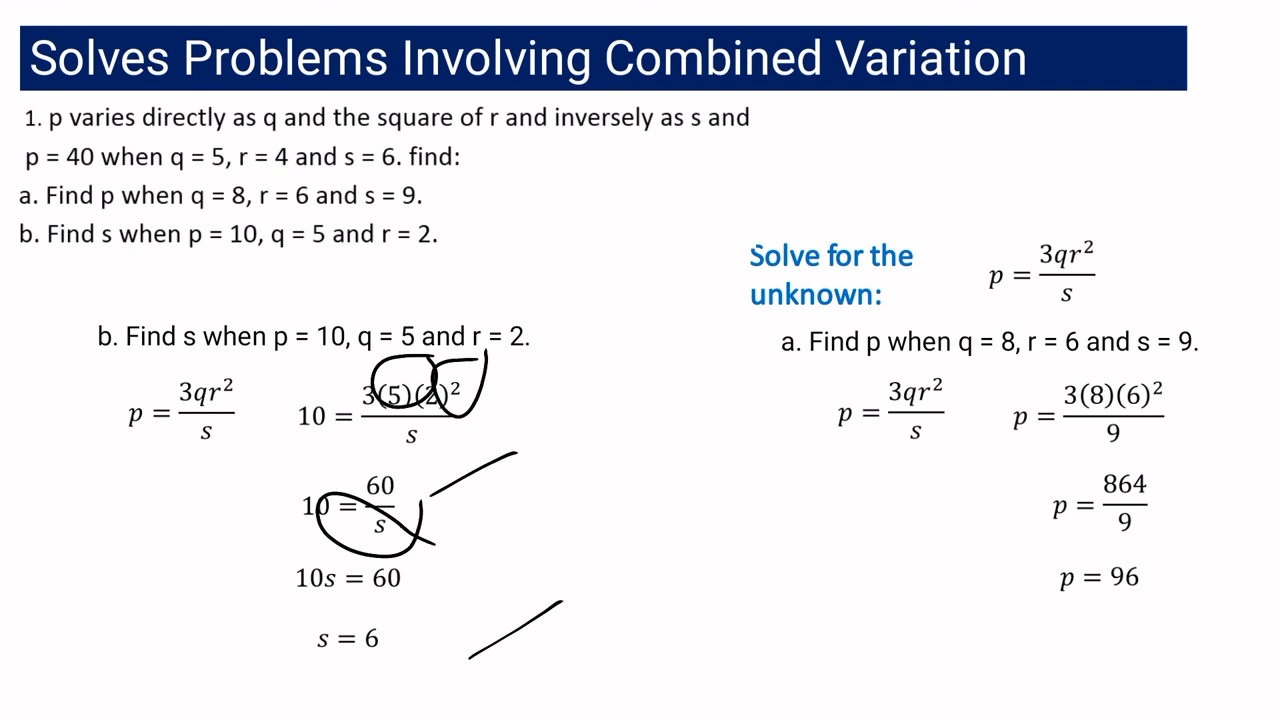 Solves Problems Involving Combined Variation
1. p varies directly as q and the square of r and inversely as s and
p = 40 when q = 5, r = 4 and s = 6. find:
a. Find p when q = 8, r = 6 and s = 9.
b. Find s when p = 10, q = 5 and r = 2.
b. Find s when p = 10, q = 5 and r = 2.
p = 3qr²/s
10 = 3(5)(2)²/s
10 = 60/s
10s = 60
s = 6
Solve for the
unknown:
p = 3qr²/s
a. Find p when q = 8, r = 6 and s = 9.
p = 3qr²/s
p = 3(8)(6)²/9
p = 864/9
p = 96